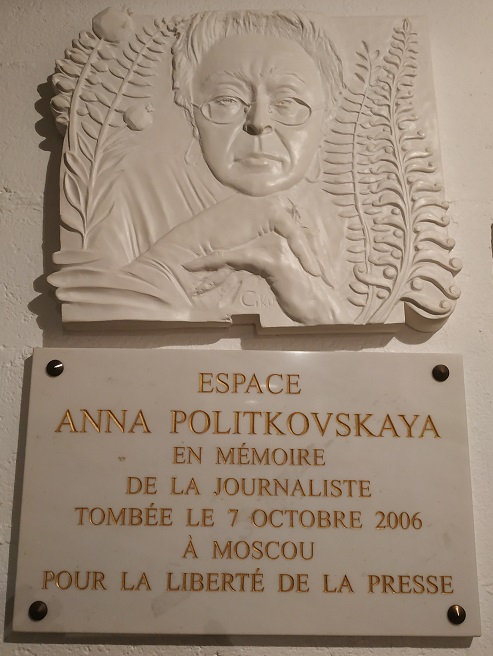 ESPACE
ANNA POLITKOVSKAYA
EN MÉMOIRE
DE LA JOURNALISTE
TOMBÉE LE 7 OCTOBRE 2006
À MOSCOU
POUR LA LIBERTÉ DE LA PRESSE